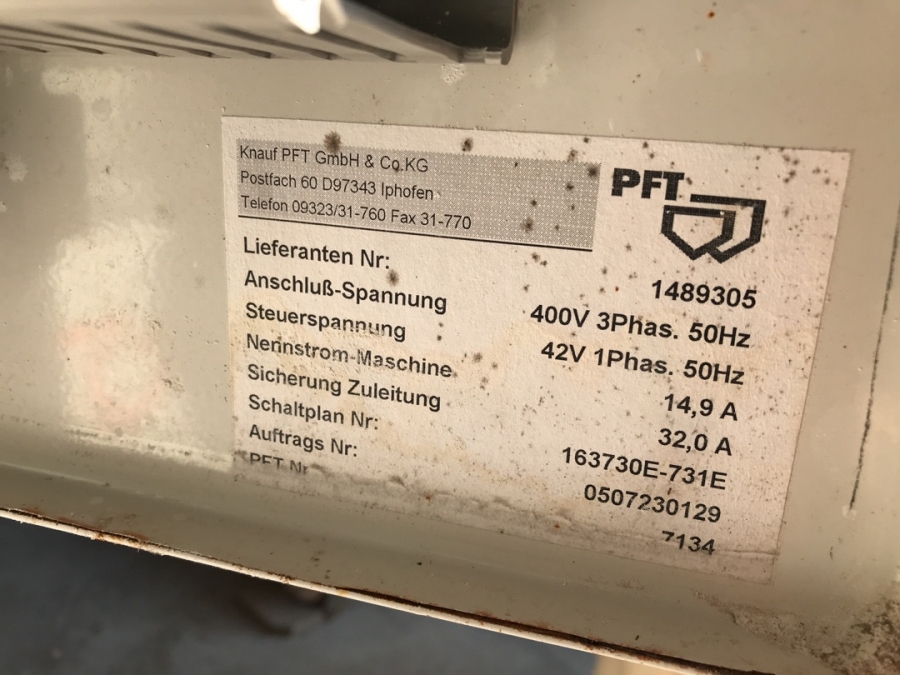 Knauf PFT GmbH & Co.KG
Postfach 60 D97343 Iphofen
Telefon 09323/31-760 Fax 31-770
PFT
Lieferanten Nr: 1489305
Anschluß-Spannung 400V 3Phas. 50Hz
Steuerspannung 42V 1Phas. 50Hz
Nennstrom-Maschine 14,9 A
Sicherung Zuleitung 32,0 A
Schaltplan Nr: 163730E-731E
Auftrags Nr: 0507230129
PFT Nr 7134